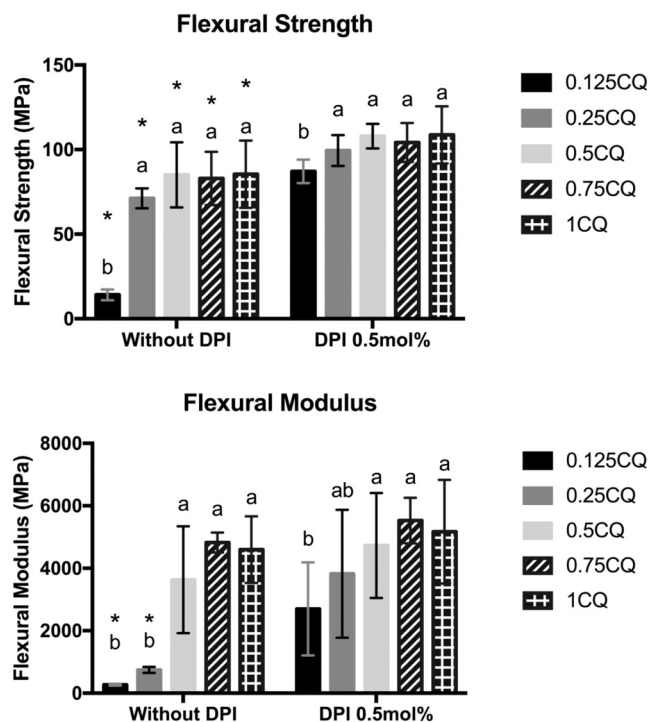 Flexural Strength
Flexural Strength (MPa)
150
100
50
0
* * * * *
b a a a a
b a a a a
Without DPI
DPI 0.5mol%
0.125CQ
0.25CQ
0.5CQ
0.75CQ
1CQ
Flexural Modulus
Flexural Modulus (MPa)
8000
6000
4000
2000
0
* *
b b a a a
b ab a a a
Without DPI
DPI 0.5mol%
0.125CQ
0.25CQ
0.5CQ
0.75CQ
1CQ